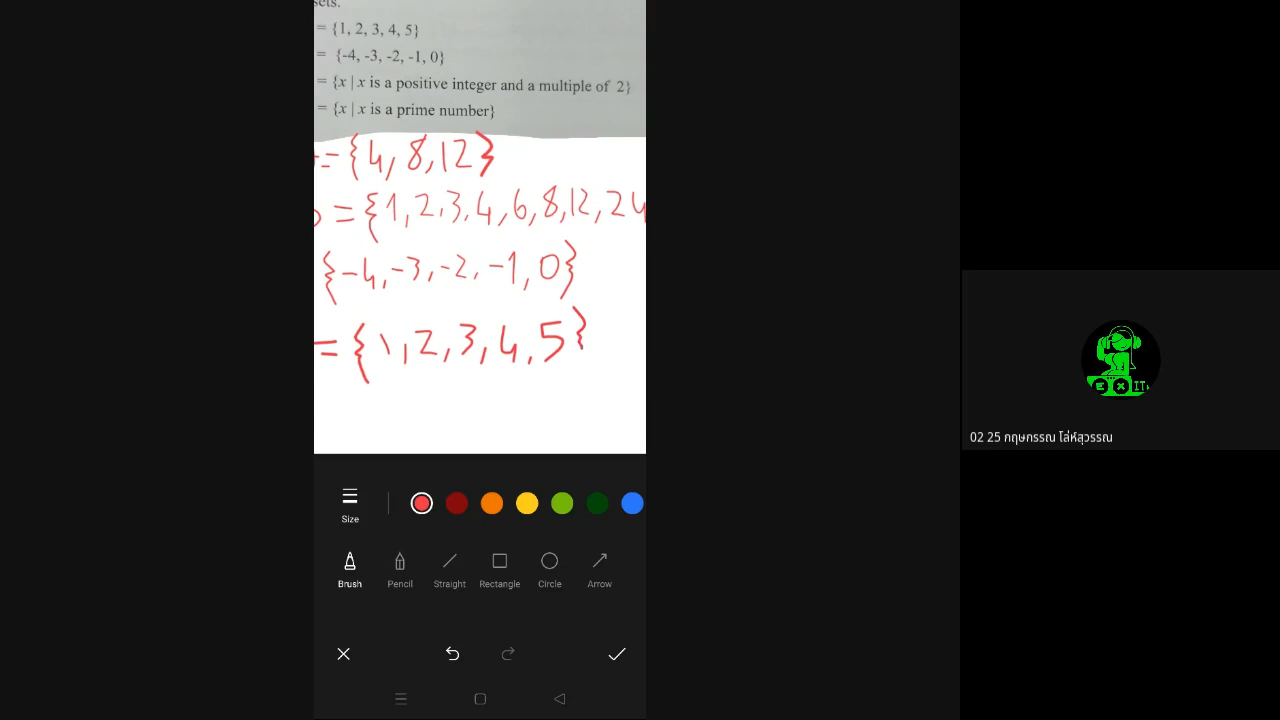 sets.
= {1, 2, 3, 4, 5}
= {-4, -3, -2, -1, 0}
= {x | x is a positive integer and a multiple of 2}
= {x | x is a prime number}
= {4, 8, 12}
= {1, 2, 3, 4, 6, 8, 12, 24
{-4, -3, -2, -1, 0}
= {1, 2, 3, 4, 5}
Size
Brush Pencil Straight Rectangle Circle Arrow
E X IT
02 25 กฤษกรรณ โล่ห์สุวรรณ